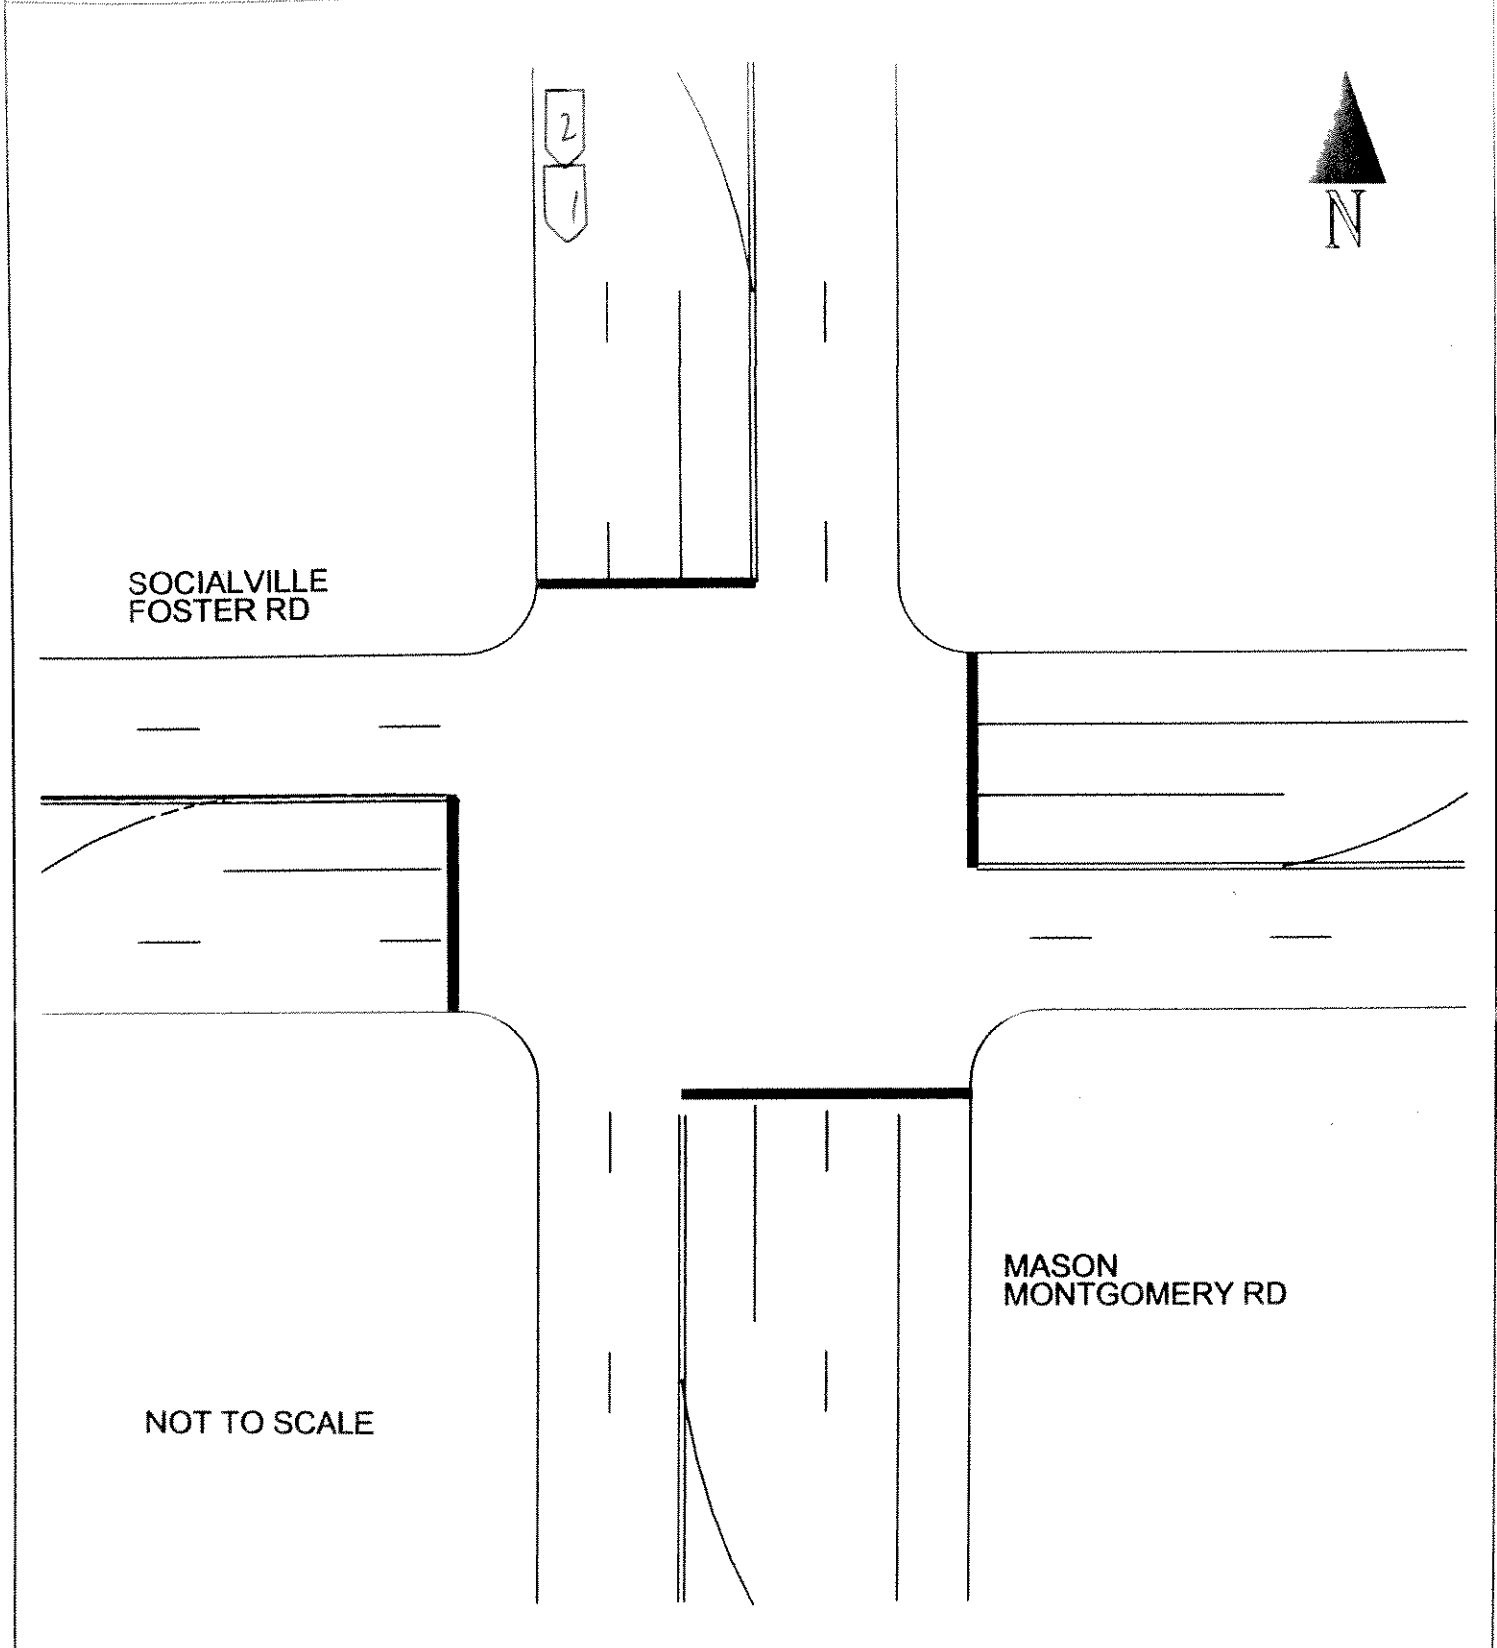 2
1
N
SOCIALVILLE
FOSTER RD
MASON
MONTGOMERY RD
NOT TO SCALE